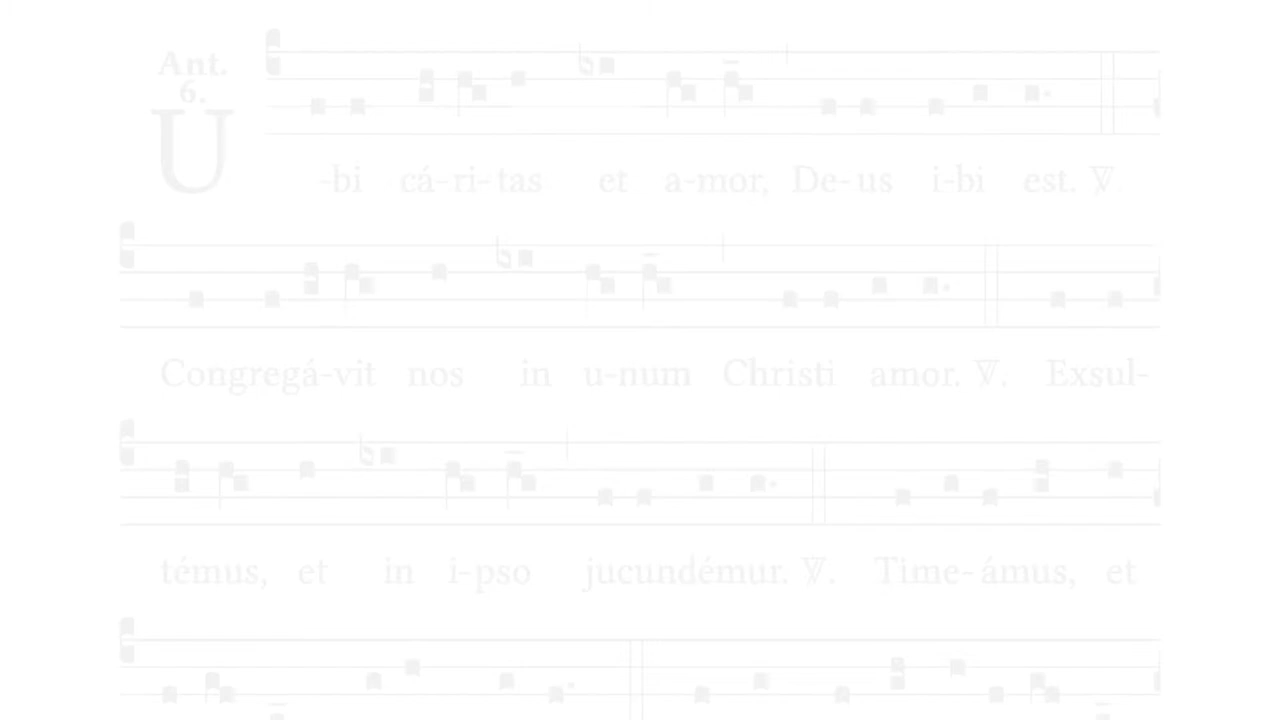 Ant.
6.
U-bi cá-ri-tas et a-mor, De-us i-bi est. ℣.
Congregá-vit nos in u-num Christi amor. ℣. Exsul-
témus, et in i-pso jucundémur. ℣. Time-ámus, et